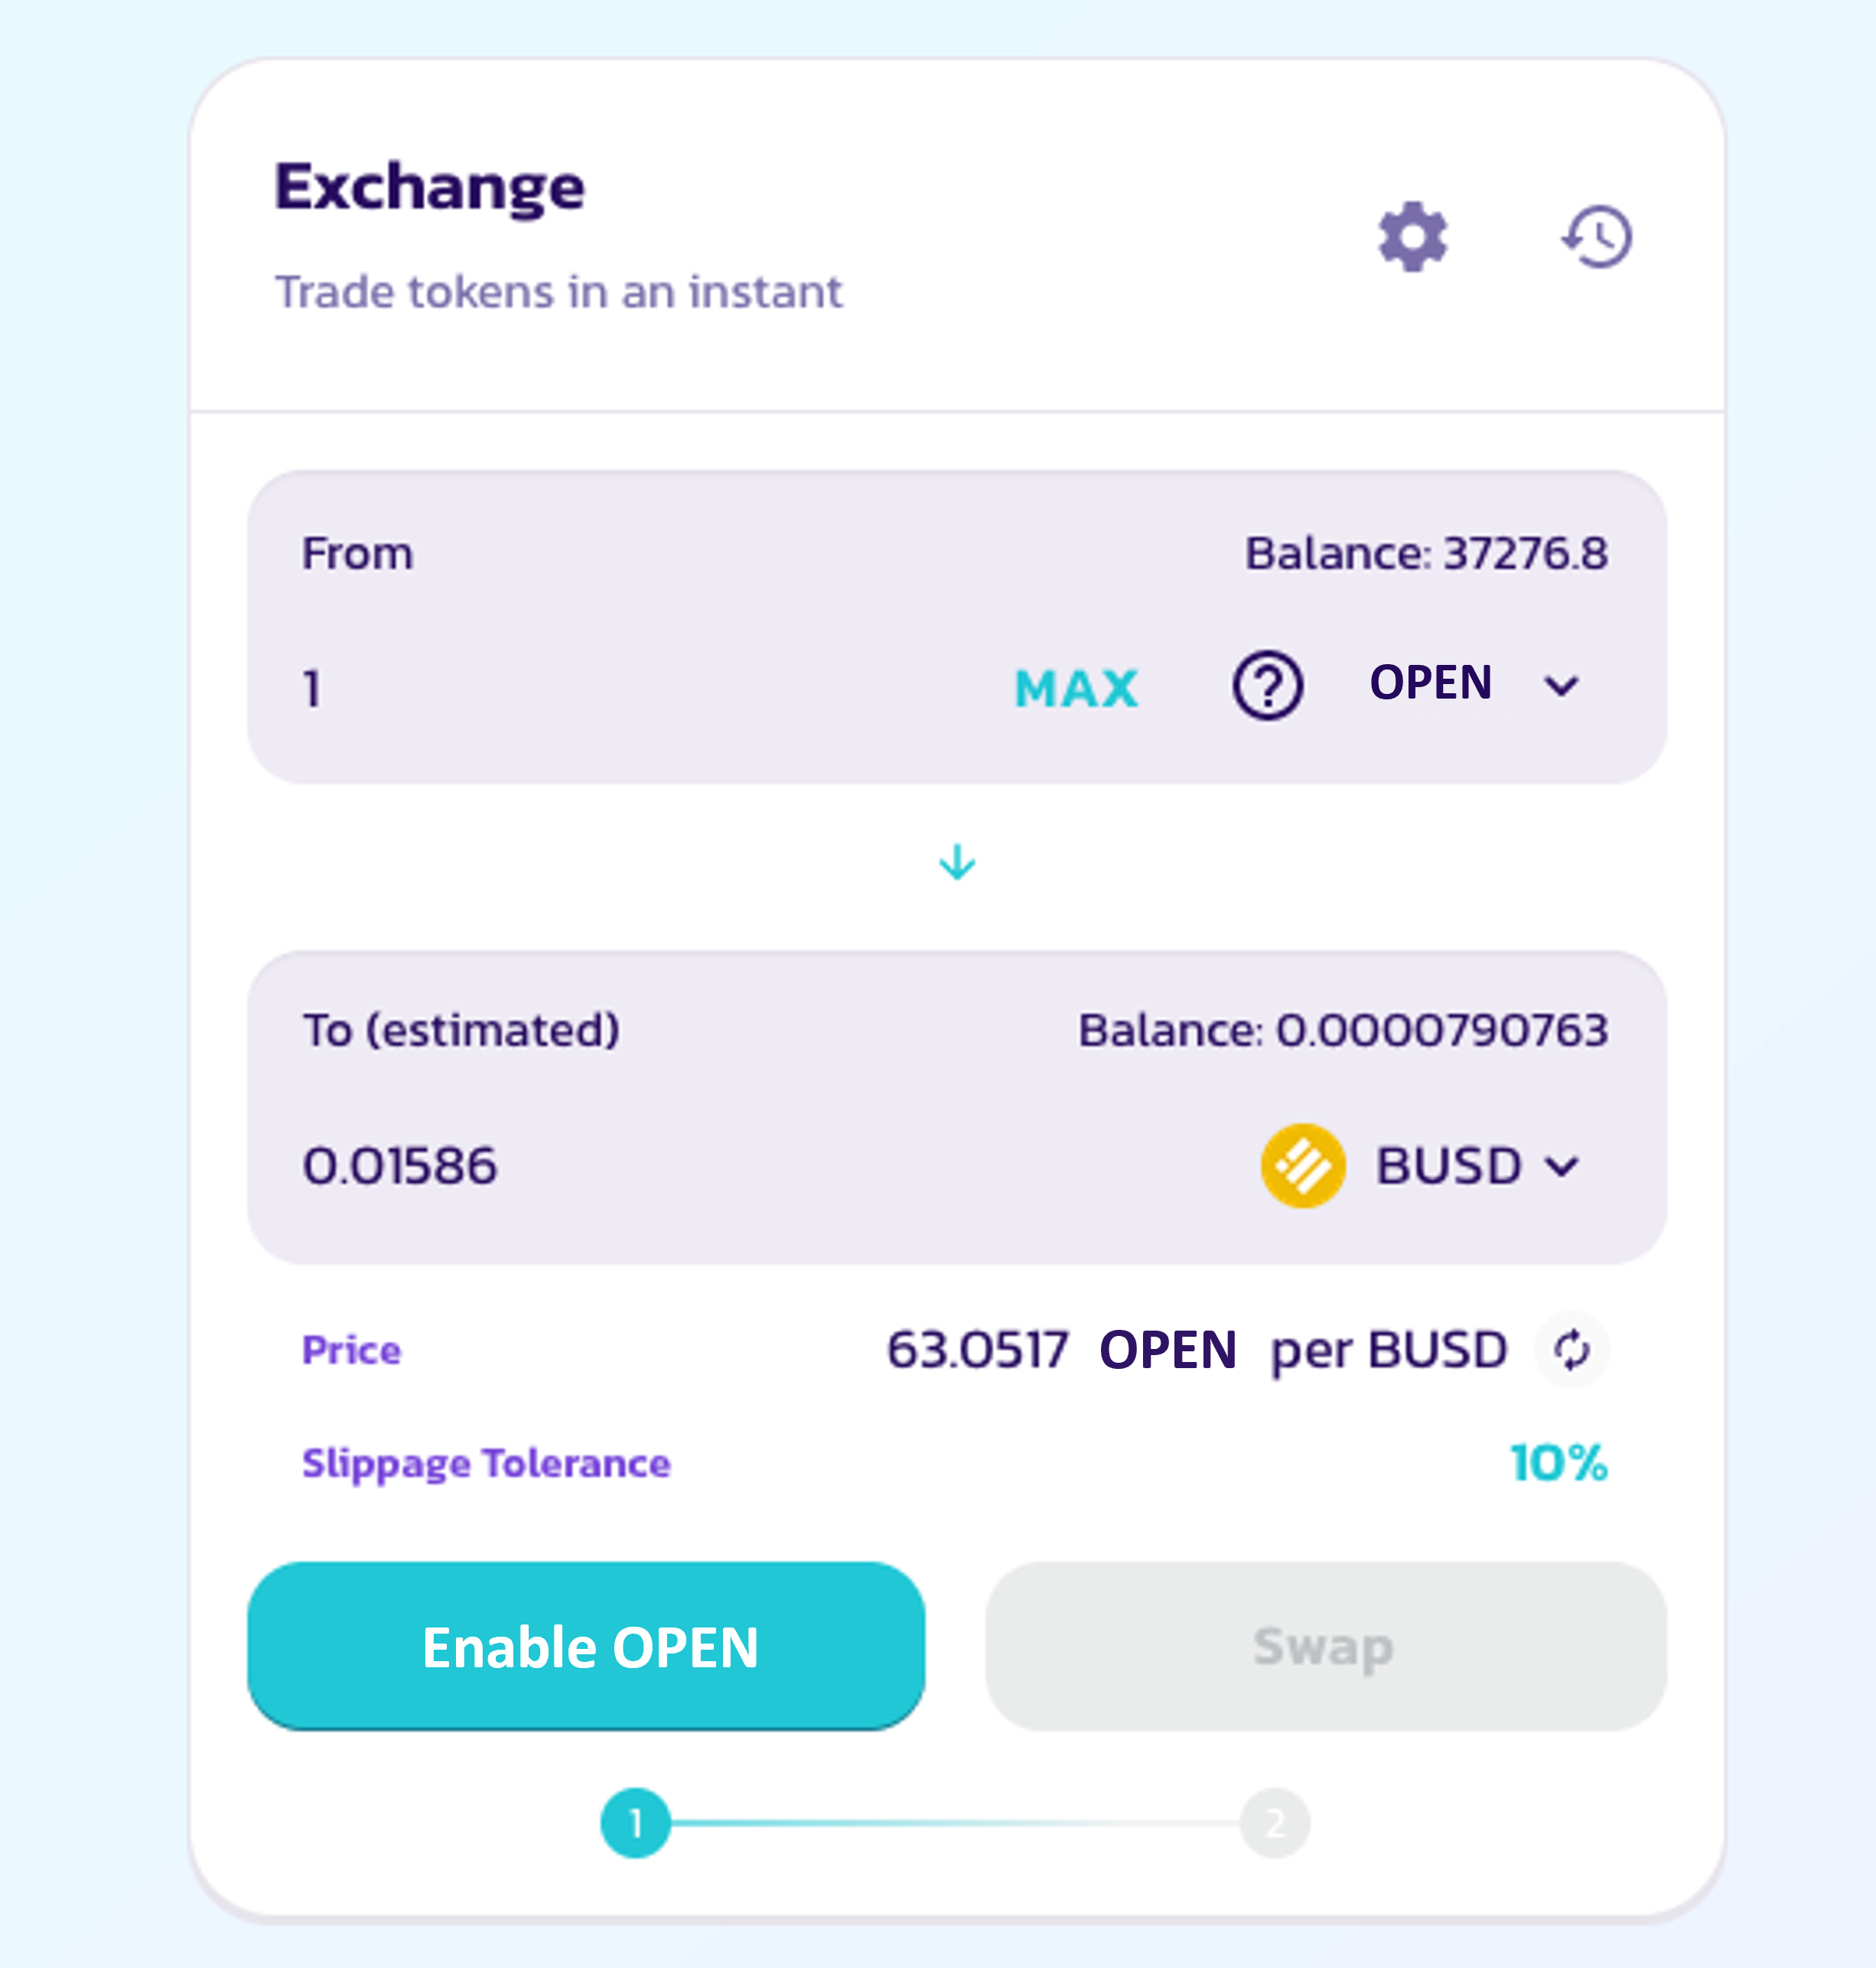 Exchange
Trade tokens in an instant
From Balance: 37276.8
1 MAX OPEN
To (estimated) Balance: 0.0000790763
0.01586 BUSD
Price 63.0517 OPEN per BUSD
Slippage Tolerance 10%
Enable OPEN Swap
1 2